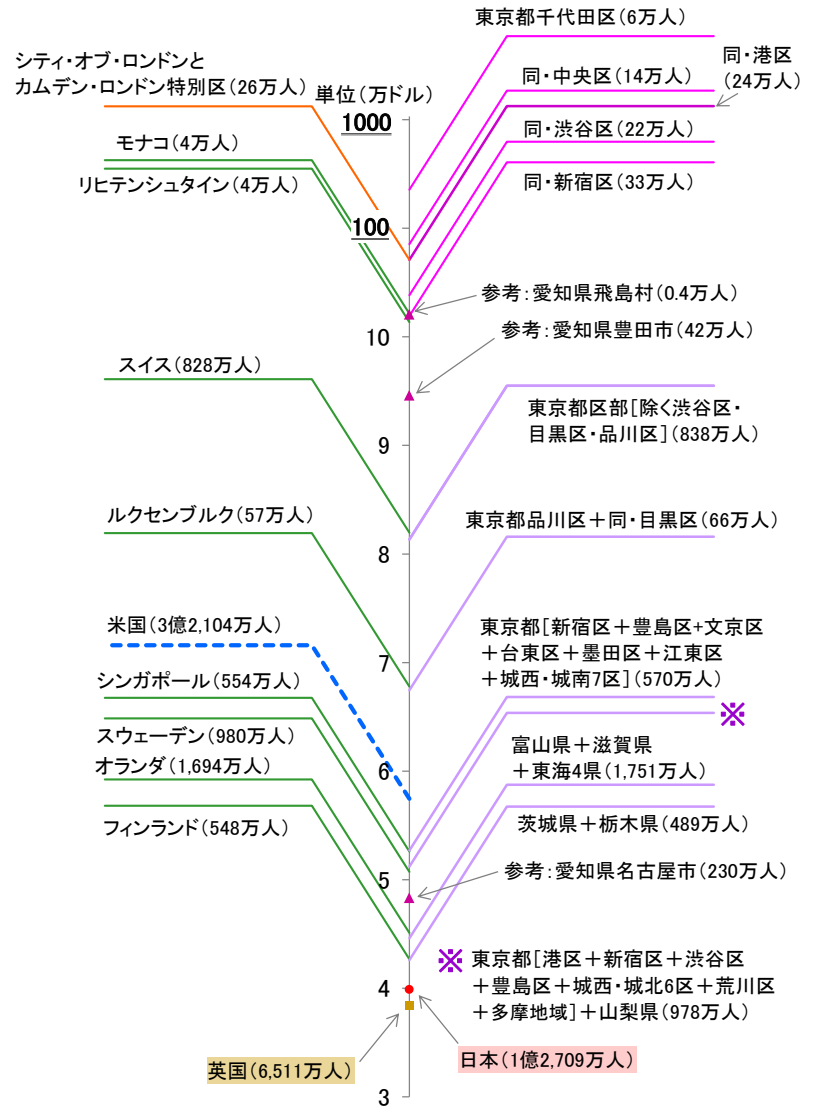 シティ・オブ・ロンドンと
カムデン・ロンドン特別区(26万人)
モナコ(4万人)
リヒテンシュタイン(4万人)
スイス(828万人)
ルクセンブルク(57万人)
米国(3億2,104万人)
シンガポール(554万人)
スウェーデン(980万人)
オランダ(1,694万人)
フィンランド(548万人)
英国(6,511万人)
単位(万ドル)
1000
100
10
9
8
7
6
5
4
3
東京都千代田区(6万人)
同・中央区(14万人)
同・港区
(24万人)
同・渋谷区(22万人)
同・新宿区(33万人)
参考:愛知県飛島村(0.4万人)
参考:愛知県豊田市(42万人)
東京都区部[除く渋谷区・
目黒区・品川区](838万人)
東京都品川区+同・目黒区(66万人)
東京都[新宿区+豊島区+文京区
+台東区+墨田区+江東区
+城西・城南7区](570万人)
※
富山県+滋賀県
+東海4県(1,751万人)
茨城県+栃木県(489万人)
参考:愛知県名古屋市(230万人)
※ 東京都[港区+新宿区+渋谷区
+豊島区+城西・城北6区+荒川区
+多摩地域]+山梨県(978万人)
日本(1億2,709万人)